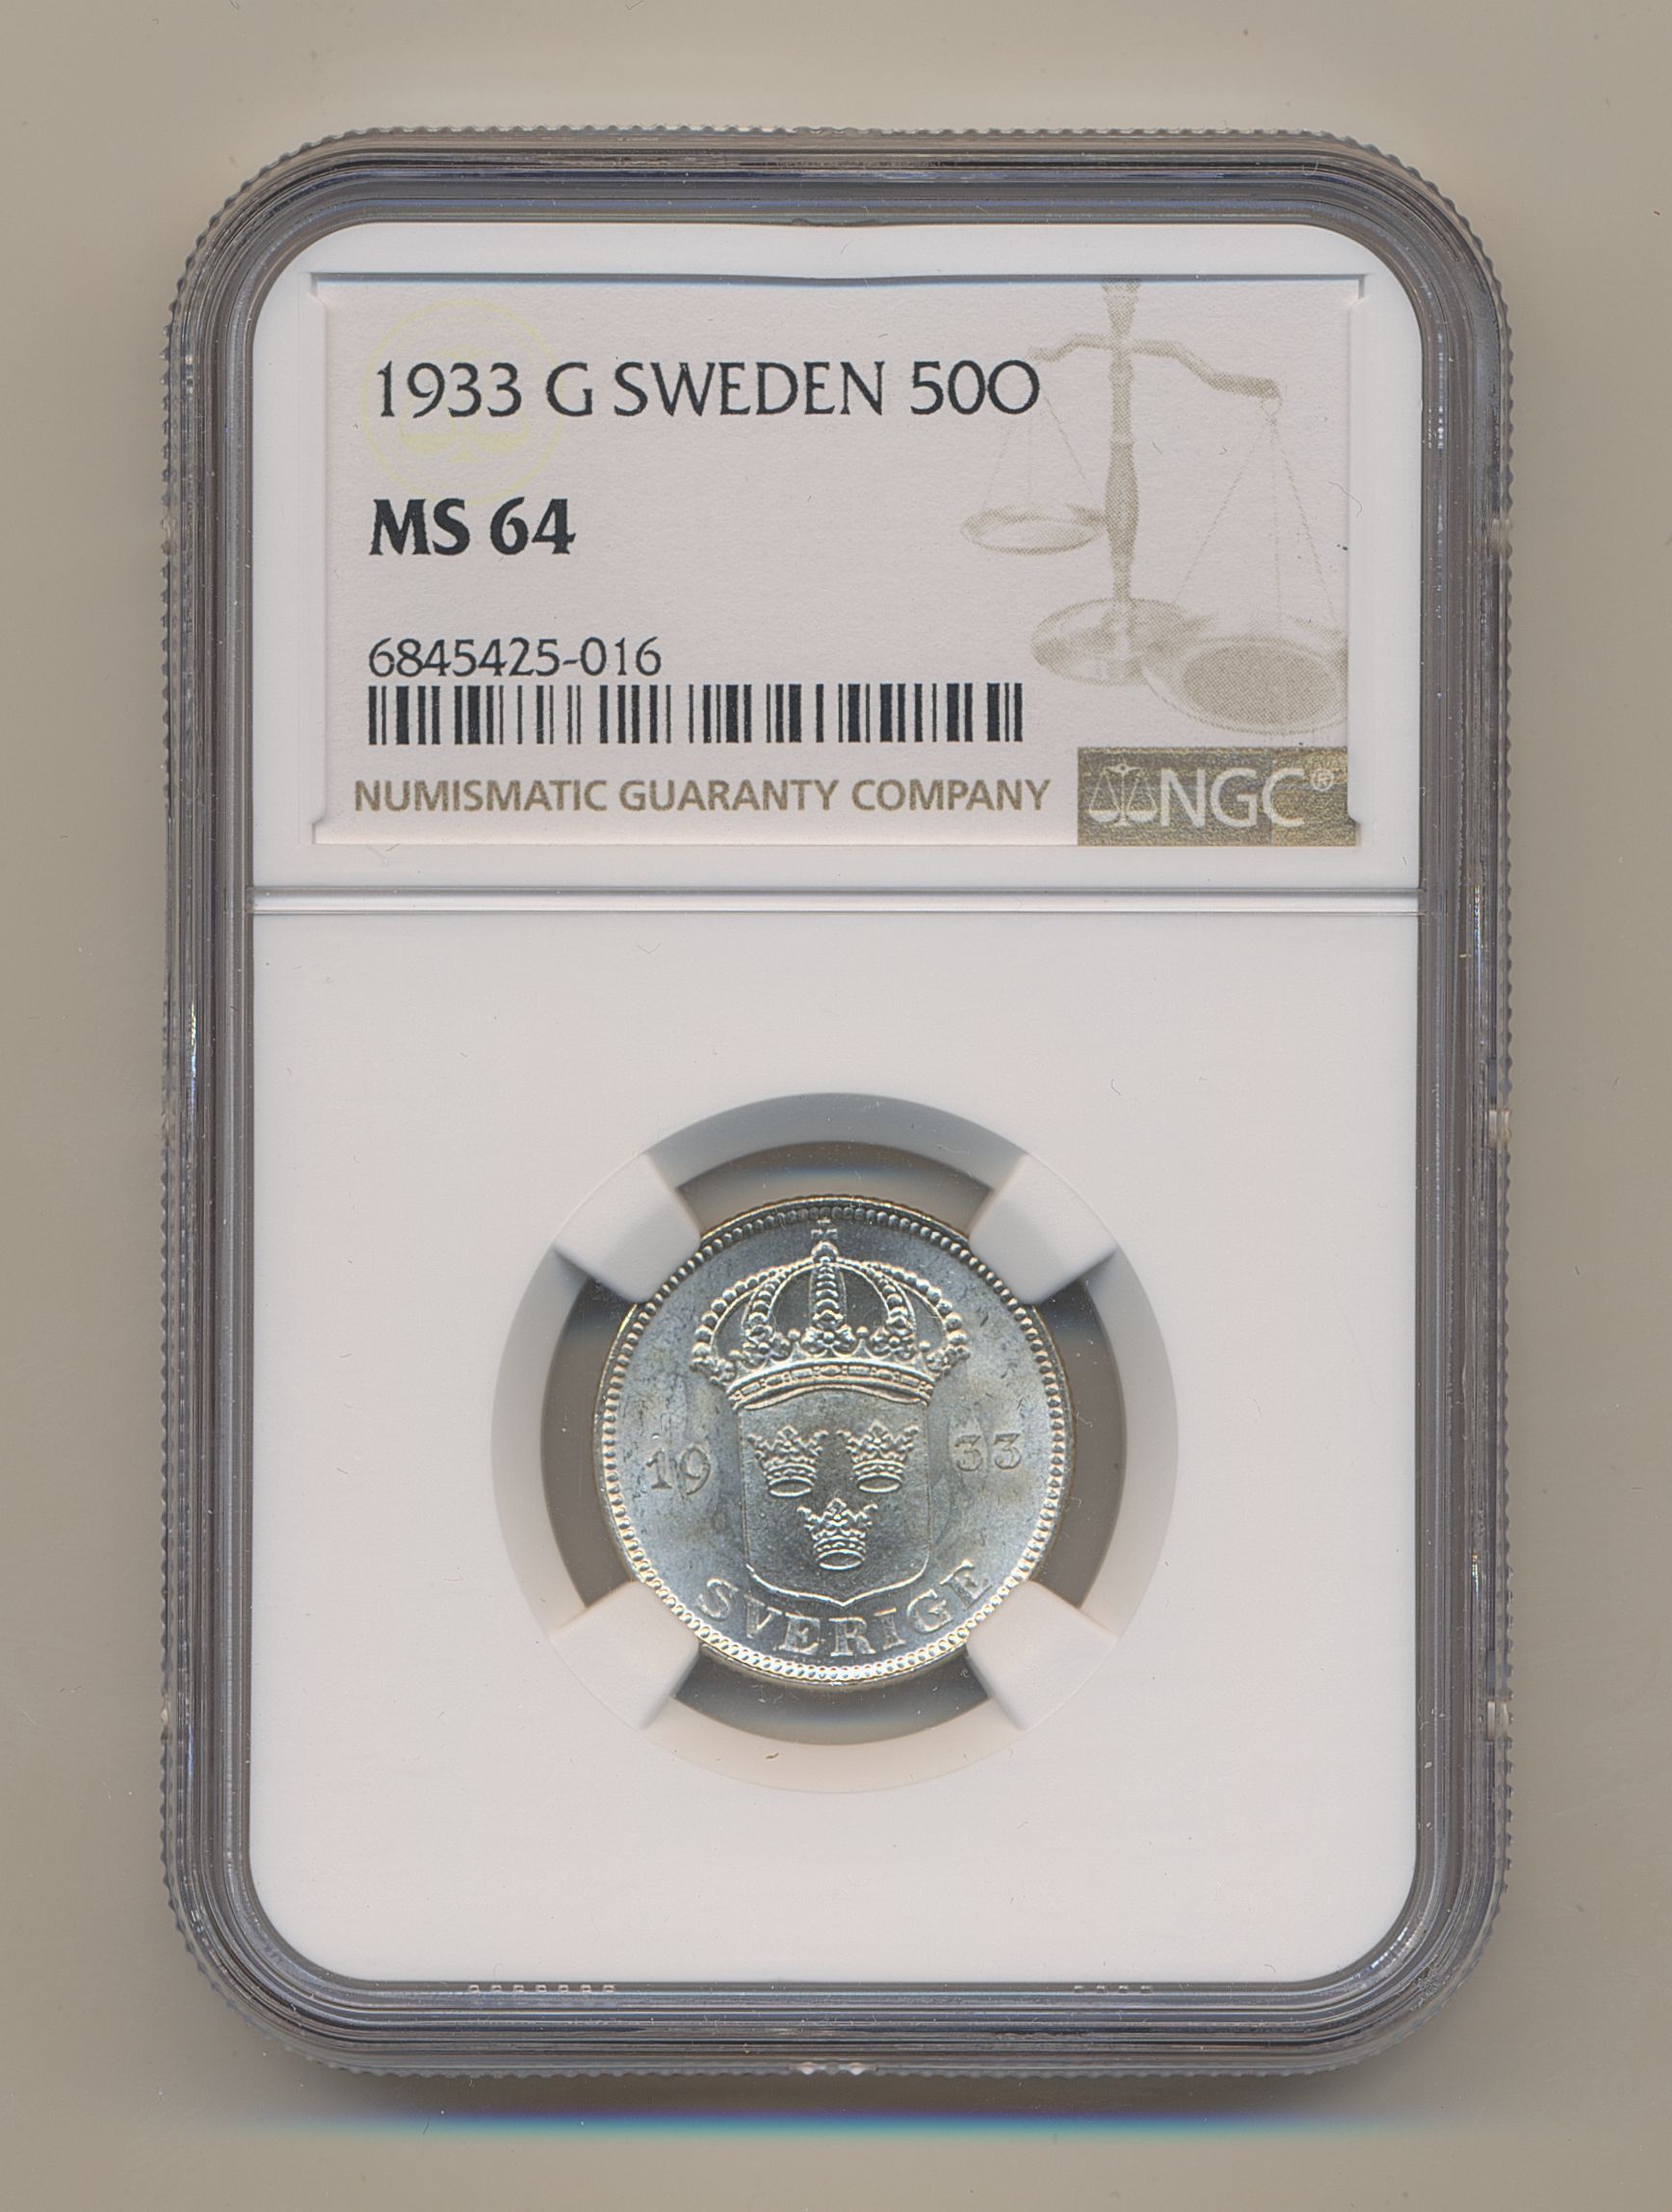 1933 G SWEDEN 50O
MS 64
6845425-016
NUMISMATIC GUARANTY COMPANY
NGC®
19 33
SVERIGE